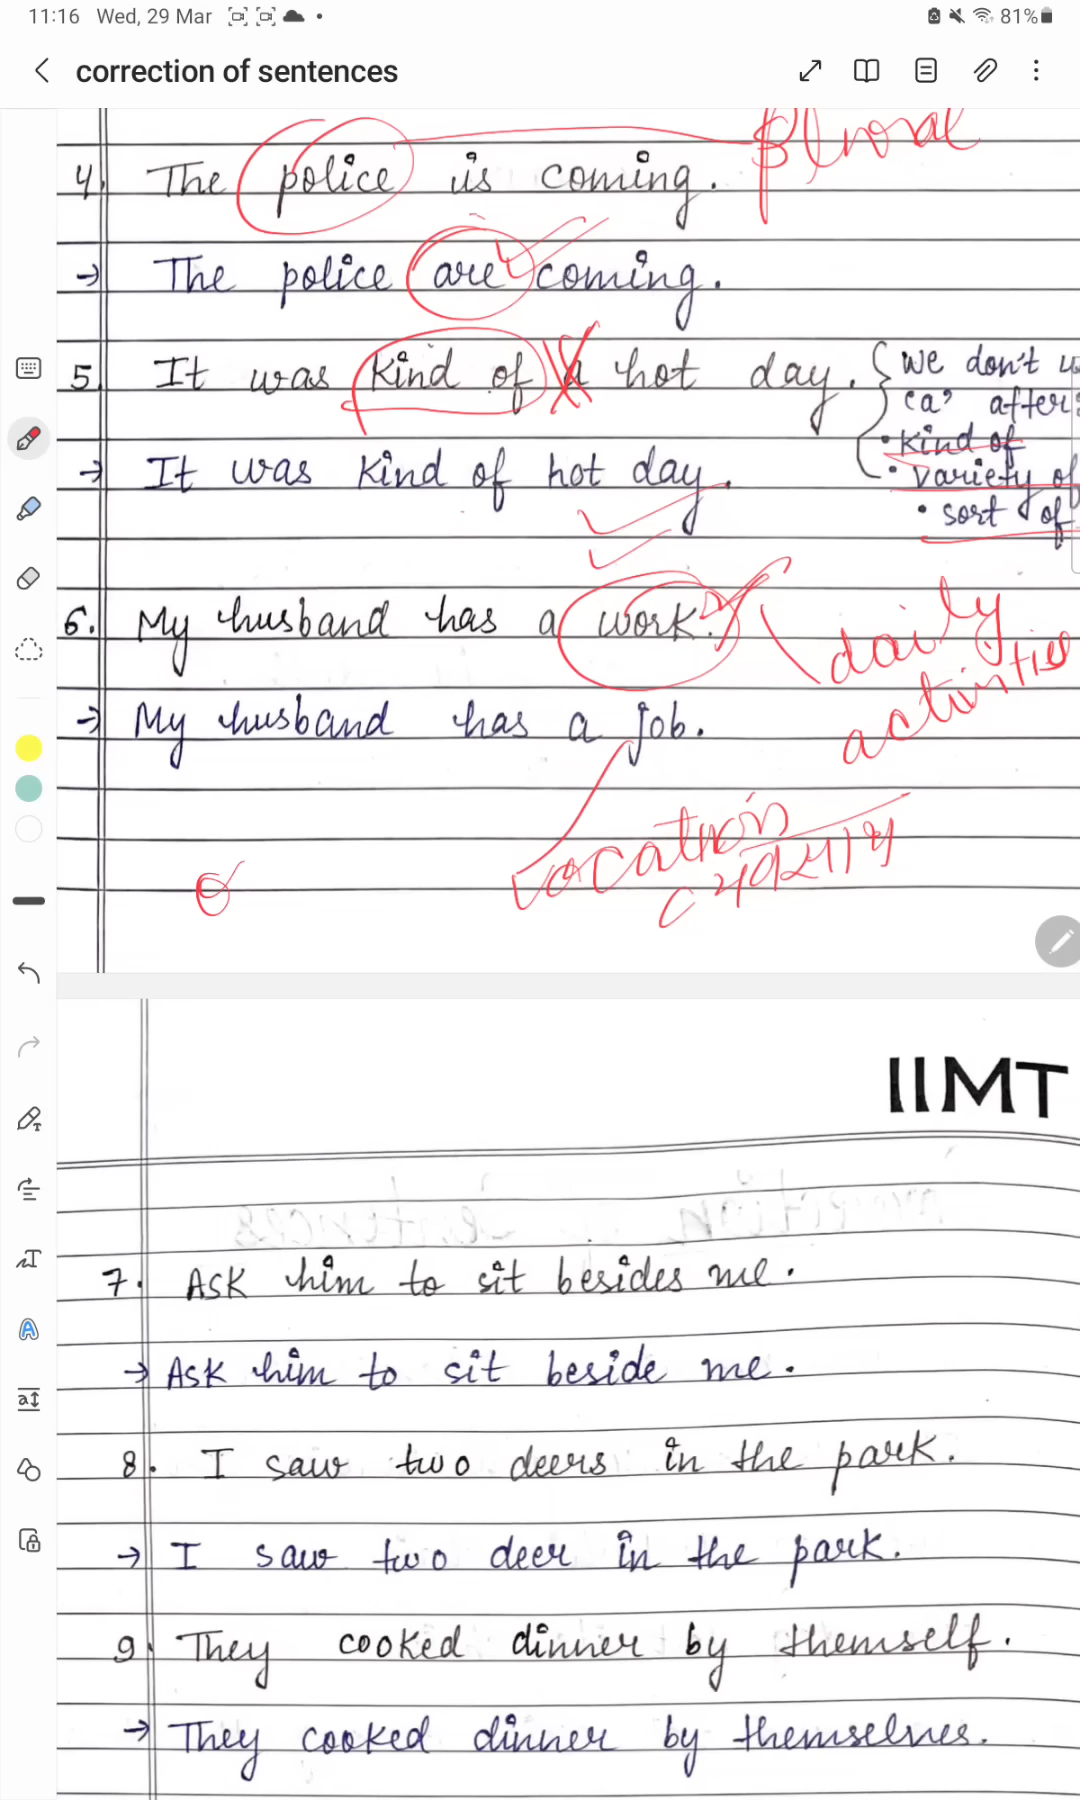 11:16 Wed, 29 Mar 81%
correction of sentences
plural
4) The police is coming.
→ The police are coming.
5 It was kind of a hot day. { we don't
'a' after:
• kind of
• variety of
• sort of
→ It was kind of hot day.
6. My husband has a work.
daily
activities
→ My husband has a job.
vocation
IIMT
7. Ask him to sit besides me.
→ Ask him to sit beside me.
8. I saw two deers in the park.
→ I saw two deer in the park.
9. They cooked dinner by themself.
→ They cooked dinner by themselves.